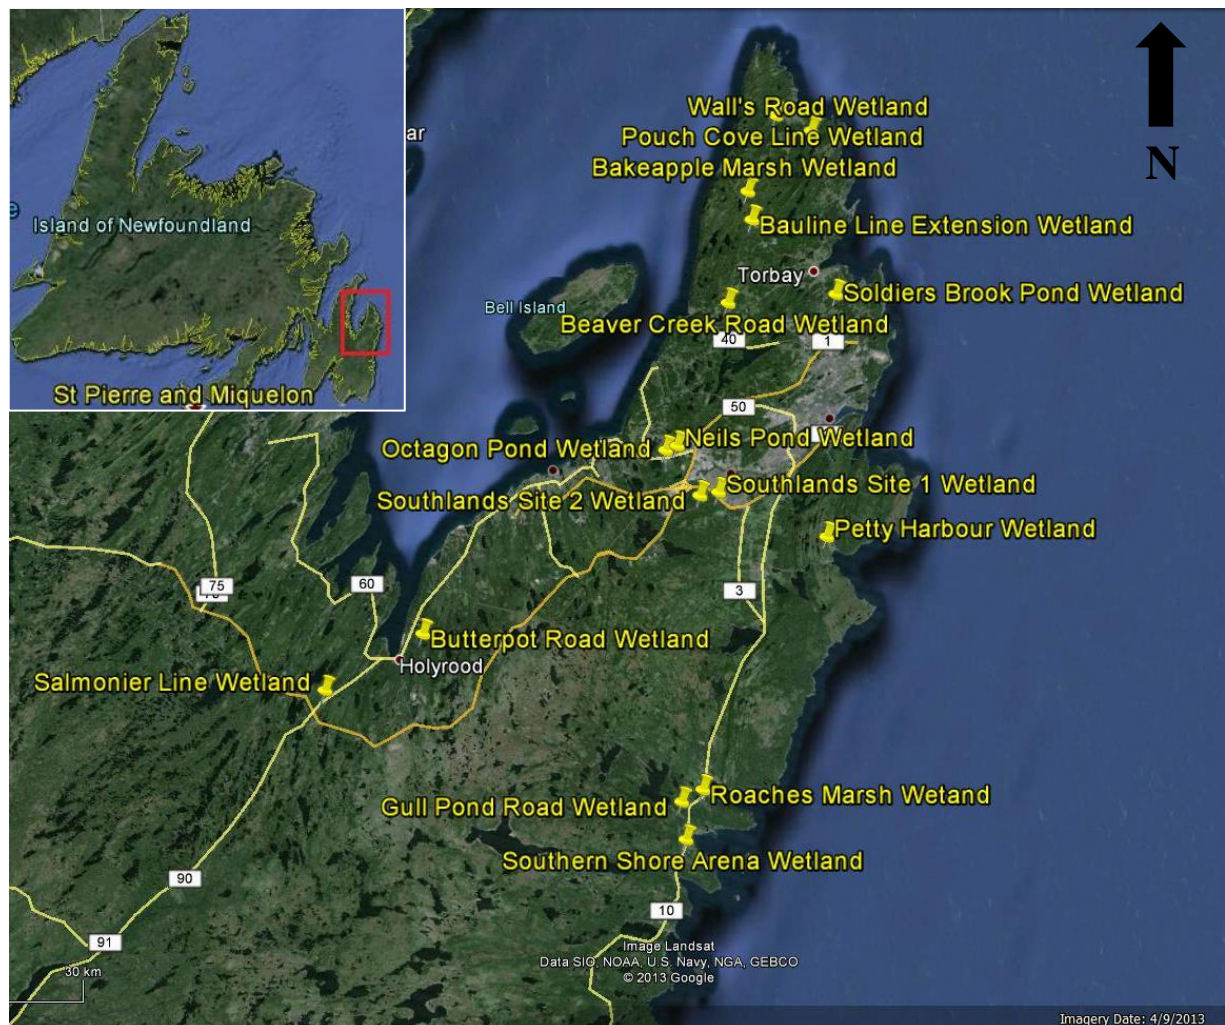 Wall's Road Wetland
Pouch Cove Line Wetland
N
Bakeapple Marsh Wetland
Island of Newfoundland
Bauline Line Extension Wetland
Torbay
Soldiers Brook Pond Wetland
Bell Island
Beaver Creek Road Wetland
40
1
St Pierre and Miquelon
50
Octagon Pond Wetland
Neils Pond Wetland
Southlands Site 2 Wetland
Southlands Site 1 Wetland
Petty Harbour Wetland
75
60
3
Butterpot Road Wetland
Holyrood
Salmonier Line Wetland
Gull Pond Road Wetland
Roaches Marsh Wetand
Southern Shore Arena Wetland
90
10
91
Image Landsat
Data SIO, NOAA, U.S. Navy, NGA, GEBCO
© 2013 Google
30 km
Imagery Date: 4/9/2013